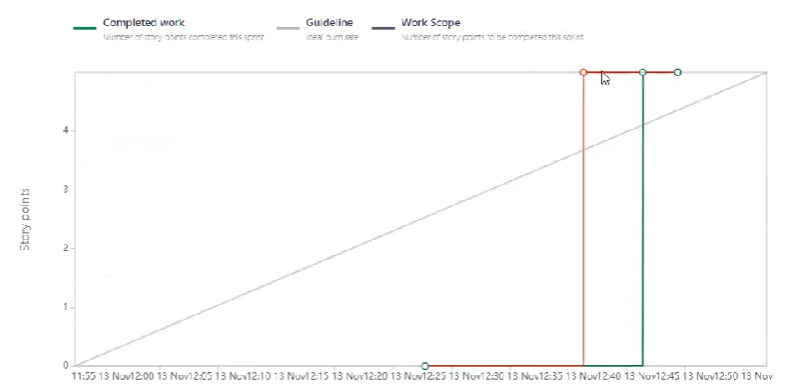 Completed work
Number of story points completed this sprint
Guideline
Ideal burn rate
Work Scope
Number of story points to be completed this sprint
Story points
4
3
2
1
0
11:55 13 Nov12:00 13 Nov12:05 13 Nov12:10 13 Nov12:15 13 Nov12:20 13 Nov12:25 13 Nov12:30 13 Nov12:35 13 Nov12:40 13 Nov12:45 13 Nov12:50 13 Nov